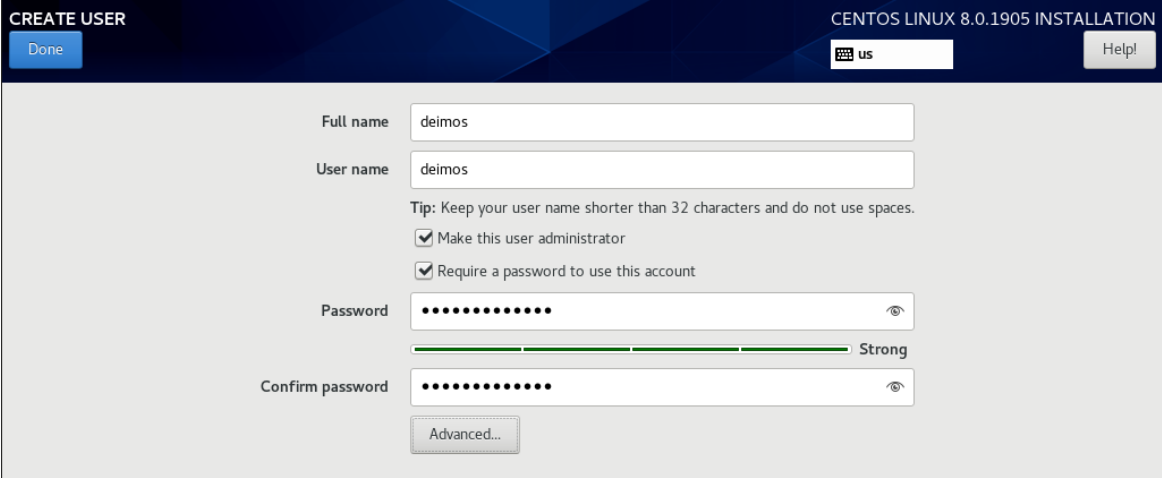 CREATE USER
CENTOS LINUX 8.0.1905 INSTALLATION
Done
us
Help!
Full name
deimos
User name
deimos
Tip: Keep your user name shorter than 32 characters and do not use spaces.
Make this user administrator
Require a password to use this account
Password
•••••••••••••
Strong
Confirm password
•••••••••••••
Advanced...